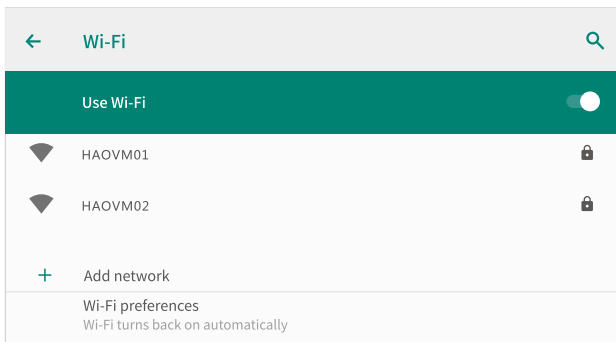 Wi-Fi
Use Wi-Fi
HAOVM01
HAOVM02
Add network
Wi-Fi preferences
Wi-Fi turns back on automatically